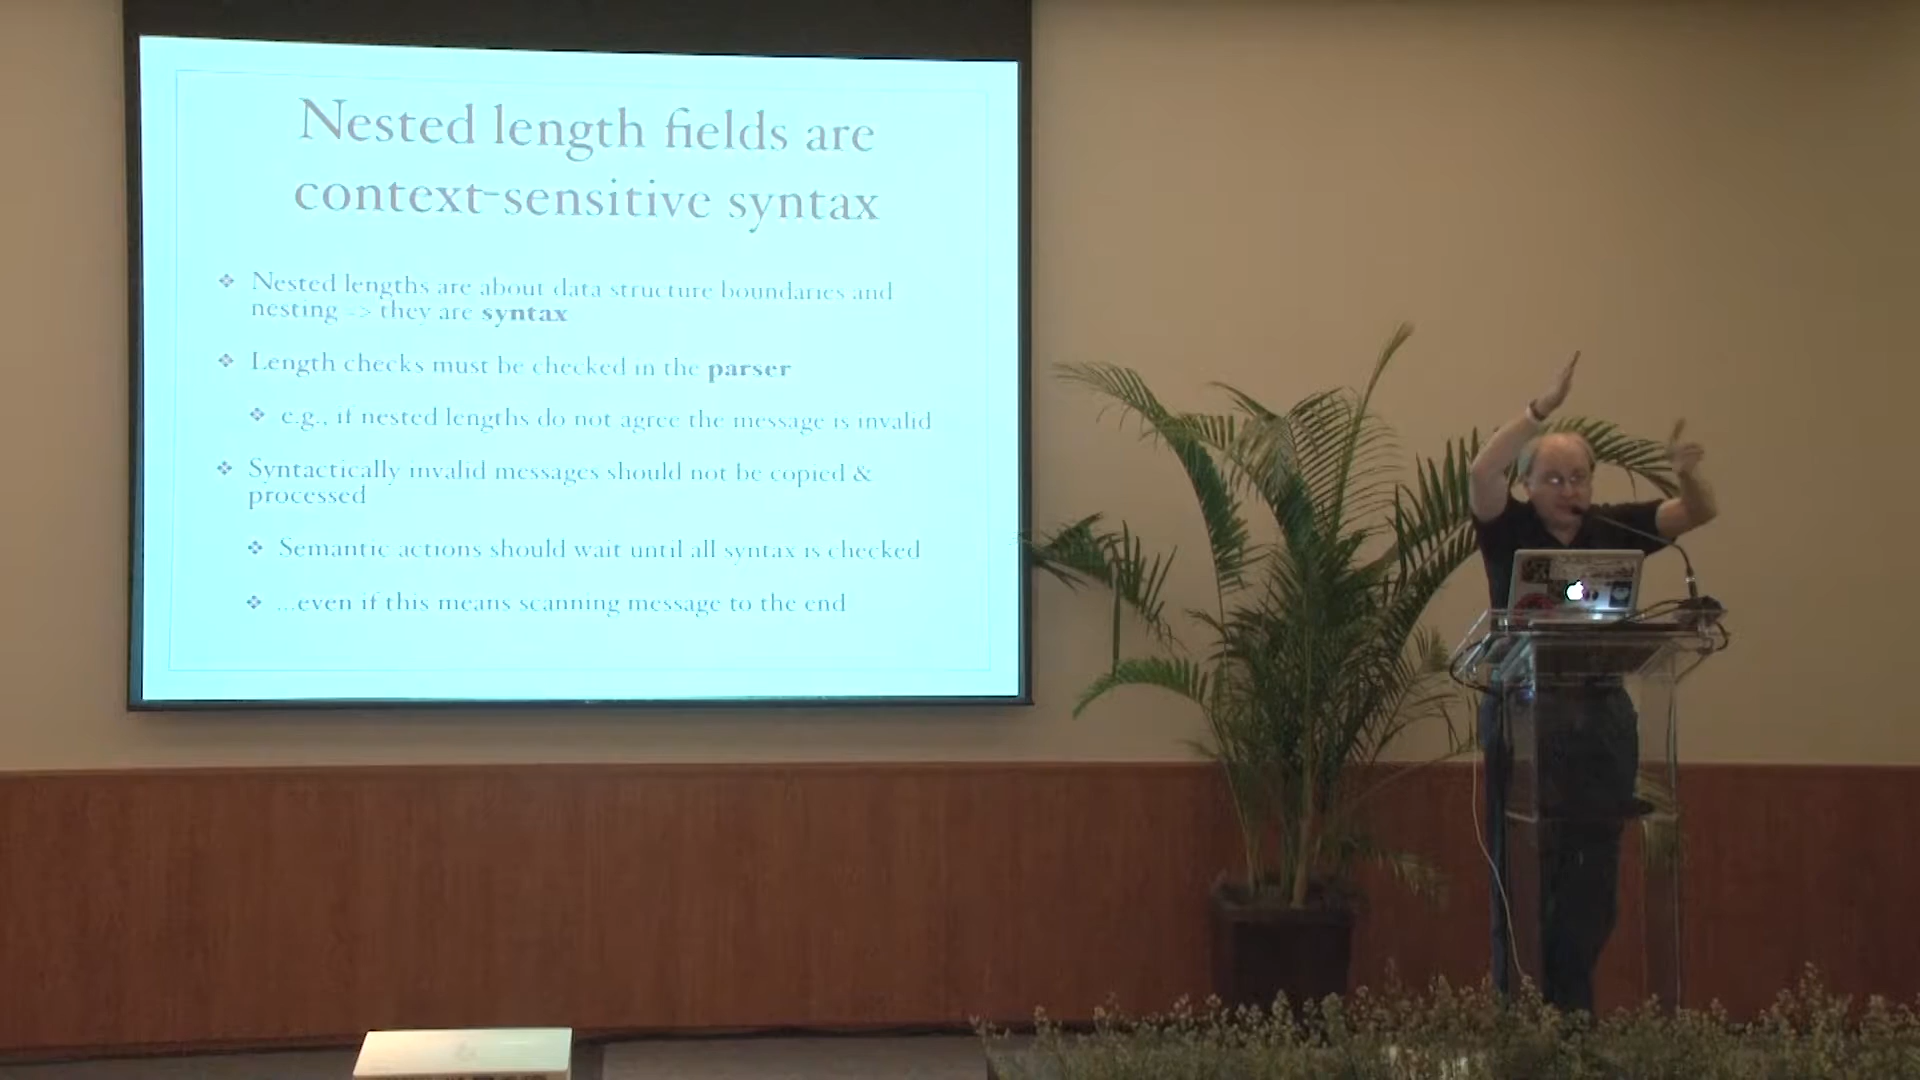 Nested length fields are
context-sensitive syntax
❖ Nested lengths are about data structure boundaries and
nesting => they are syntax
❖ Length checks must be checked in the parser
❖ e.g., if nested lengths do not agree the message is invalid
❖ Syntactically invalid messages should not be copied &
processed
❖ Semantic actions should wait until all syntax is checked
❖ ...even if this means scanning message to the end